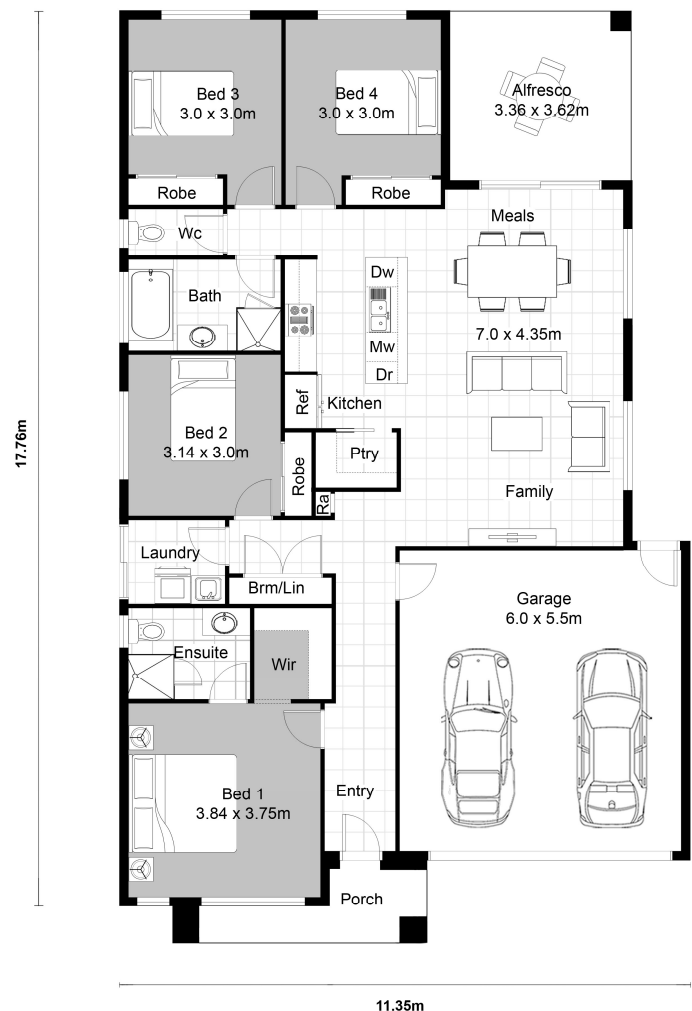 Bed 3
3.0 x 3.0m
Bed 4
3.0 x 3.0m
Alfresco
3.36 x 3.62m
Robe
Robe
Meals
Wc
Dw
Bath
7.0 x 4.35m
Mw
Dr
Ref
Kitchen
Bed 2
3.14 x 3.0m
17.76m
Ptry
Robe
Family
Ra
Laundry
Brm/Lin
Garage
6.0 x 5.5m
Ensuite
Wir
Entry
Bed 1
3.84 x 3.75m
Porch
11.35m